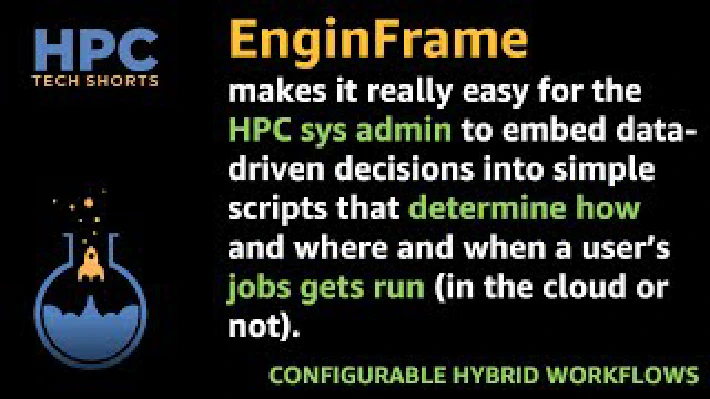 HPC
TECH SHORTS
EnginFrame
makes it really easy for the
HPC sys admin to embed data-
driven decisions into simple
scripts that determine how
and where and when a user's
jobs gets run (in the cloud or
not).
CONFIGURABLE HYBRID WORKFLOWS